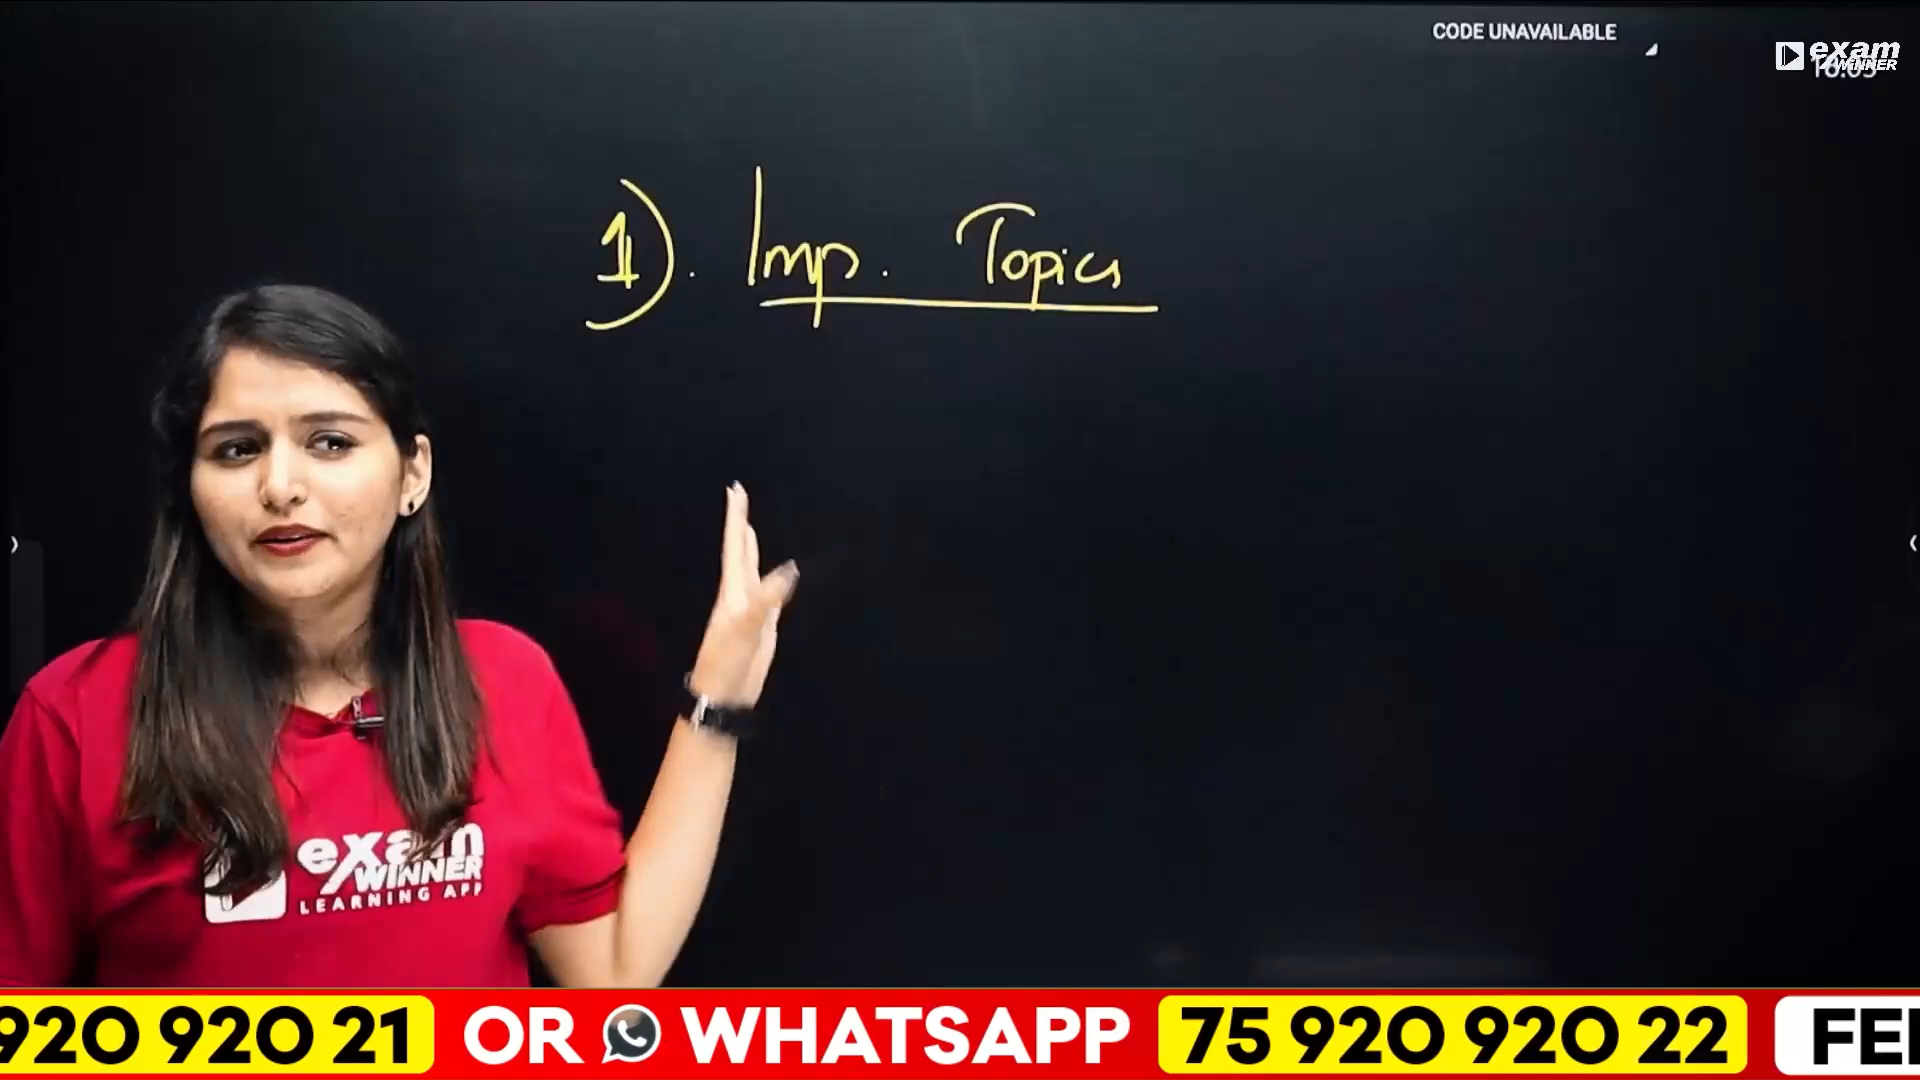 CODE UNAVAILABLE
exam
WINNER
1). Imp. Topics
exam
WINNER
LEARNING APP
920 920 21 OR WHATSAPP 75 920 920 22 FEE